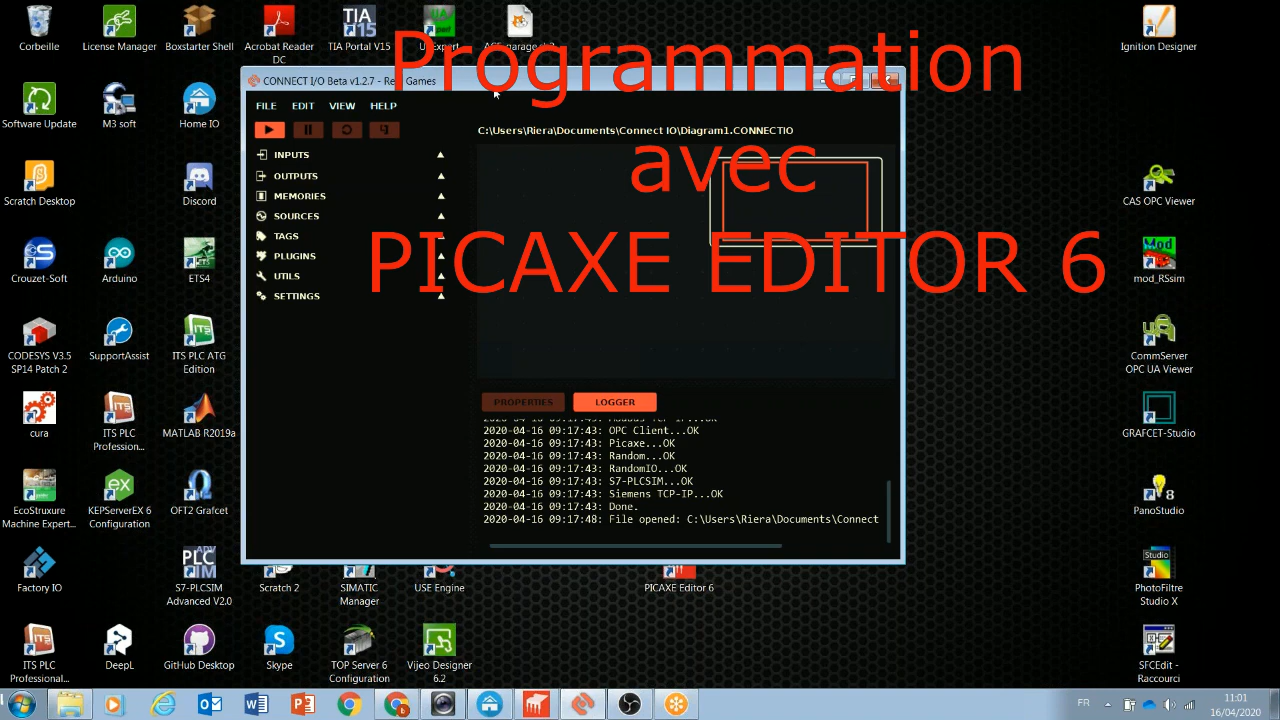 Programmation
avec
PICAXE EDITOR 6
Corbeille
License Manager
Boxstarter Shell
Acrobat Reader
DC
TIA Portal V15
Ignition Designer
CONNECT I/O Beta v1.2.7 - Games
FILE EDIT VIEW HELP
C:\Users\Riera\Documents\Connect IO\Diagram1.CONNECTIO
INPUTS
OUTPUTS
MEMORIES
SOURCES
TAGS
PLUGINS
UTILS
SETTINGS
PROPERTIES
LOGGER
2020-04-16 09:17:43: OPC Client...OK
2020-04-16 09:17:43: Picaxe...OK
2020-04-16 09:17:43: Random...OK
2020-04-16 09:17:43: RandomIO...OK
2020-04-16 09:17:43: S7-PLCSIM...OK
2020-04-16 09:17:43: Siemens TCP-IP...OK
2020-04-16 09:17:43: Done.
2020-04-16 09:17:48: File opened: C:\Users\Riera\Documents\Connect
Software Update
M3 soft
Home IO
Scratch Desktop
Discord
CAS OPC Viewer
Crouzet-Soft
Arduino
ETS4
Mod
mod_RSsim
CODESYS V3.5
SP14 Patch 2
SupportAssist
ITS PLC ATG
Edition
CommServer
OPC UA Viewer
cura
ITS PLC
Profession...
MATLAB R2019a
GRAFCET-Studio
EcoStruxure
Machine Expert...
KEPServerEX 6
Configuration
OFT2 Grafcet
PanoStudio
Factory IO
S7-PLCSIM
Advanced V2.0
Scratch 2
SIMATIC
Manager
USE Engine
PICAXE Editor 6
Studio
PhotoFiltre
Studio X
ITS PLC
Professional...
DeepL
GitHub Desktop
Skype
TOP Server 6
Configuration
Vijeo Designer
6.2
SFCEdit -
Raccourci
FR
11:01
16/04/2020